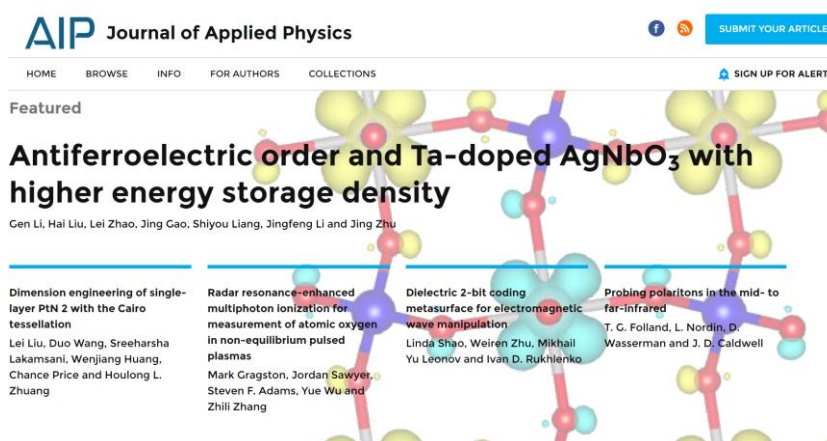 AIP Journal of Applied Physics
SUBMIT YOUR ARTICLE
HOME BROWSE INFO FOR AUTHORS COLLECTIONS
SIGN UP FOR ALERT
Featured
Antiferroelectric order and Ta-doped AgNbO₃ with
higher energy storage density
Gen Li, Hai Liu, Lei Zhao, Jing Gao, Shiyou Liang, Jingfeng Li and Jing Zhu
Dimension engineering of single-
layer PtN 2 with the Cairo
tessellation
Lei Liu, Duo Wang, Sreeharsha
Lakamsani, Wenjiang Huang,
Chance Price and Houlong L.
Zhuang
Radar resonance-enhanced
multiphoton ionization for
measurement of atomic oxygen
in non-equilibrium pulsed
plasmas
Mark Gragston, Jordan Sawyer,
Steven F. Adams, Yue Wu and
Zhili Zhang
Dielectric 2-bit coding
metasurface for electromagnetic
wave manipulation
Linda Shao, Weiren Zhu, Mikhail
Yu Leonov and Ivan D. Rukhlenko
Probing polaritons in the mid- to
far-infrared
T. G. Folland, L. Nordin, D.
Wasserman and J. D. Caldwell